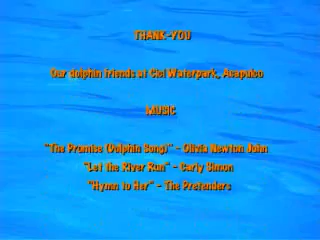 THANK YOU
Our dolphin friends at Cici Waterpark, Acapulco
MUSIC
"The Promise (Dolphin Song)" - Olivia Newton John
"Let the River Run" - Carly Simon
"Hymn to Her" - The Pretenders